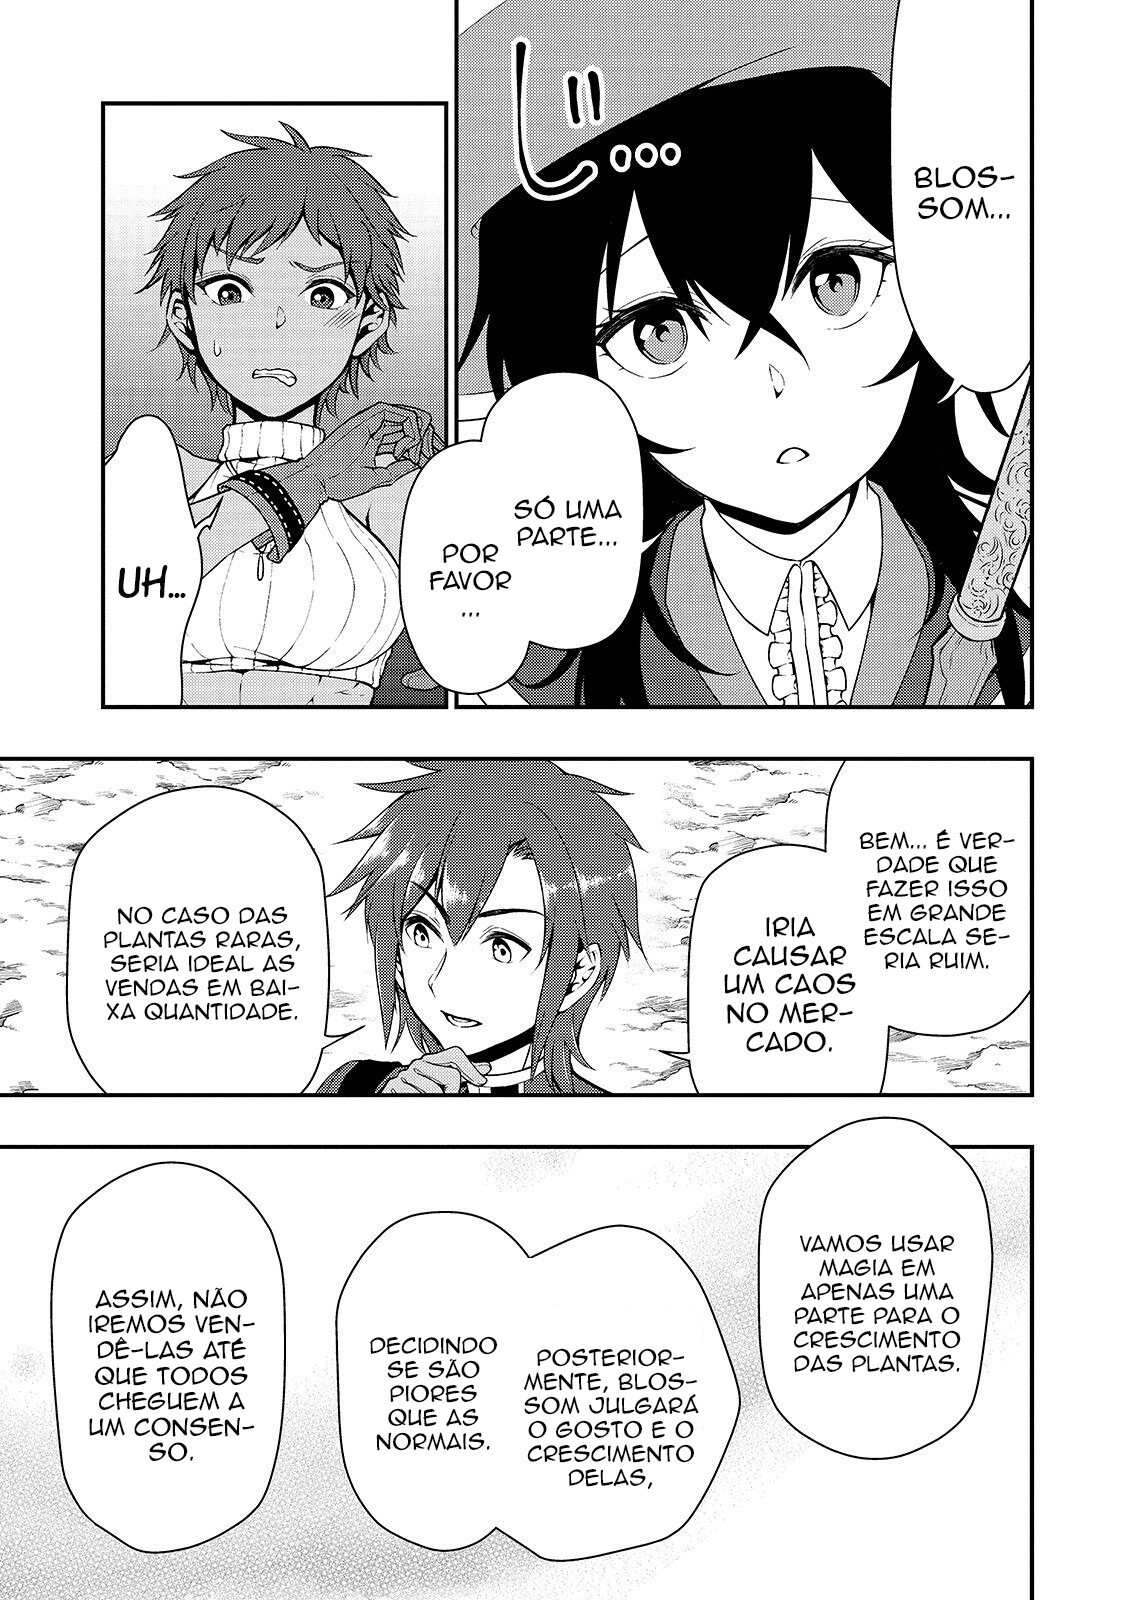 BLOS-
SOM...
じー...
SÓ UMA
PARTE...
POR
FAVOR
...
UH...
BEM... É VER-
DADE QUE
FAZER ISSO
EM GRANDE
ESCALA SE-
RIA RUIM.
IRIA
CAUSAR
UM CAOS
NO MER-
CADO.
NO CASO DAS
PLANTAS RARAS,
SERIA IDEAL AS
VENDAS EM BAI-
XA QUANTIDADE.
VAMOS USAR
MAGIA EM
APENAS UMA
PARTE PARA O
CRESCIMENTO
DAS PLANTAS.
POSTERIOR-
MENTE, BLOS-
SOM JULGARÁ
O GOSTO E O
CRESCIMENTO
DELAS,
DECIDINDO
SE SÃO
PIORES
QUE AS
NORMAIS.
ASSIM, NÃO
IREMOS VEN-
DÊ-LAS ATÉ
QUE TODOS
CHEGUEM A
UM CONSEN-
SO.